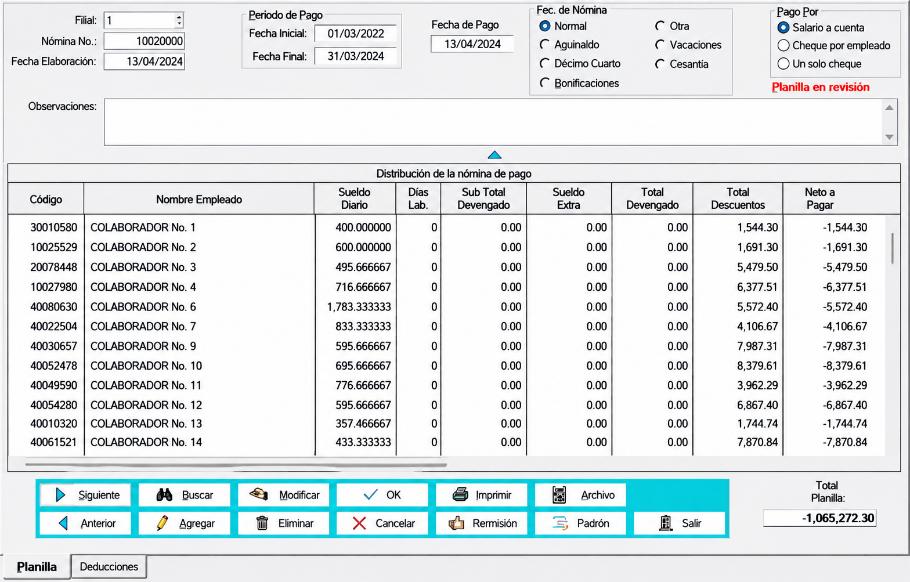 Filial: 1
Nómina No.: 10020000
Fecha Elaboración: 13/04/2024
Periodo de Pago
Fecha Inicial: 01/03/2022
Fecha Final: 31/03/2024
Fecha de Pago
13/04/2024
Fec. de Nómina
Normal Otra
Aguinaldo Vacaciones
Décimo Cuarto Cesantía
Bonificaciones
Pago Por
Salario a cuenta
Cheque por empleado
Un solo cheque
Planilla en revisión
Observaciones:
Distribución de la nómina de pago
Código Nombre Empleado Sueldo Diario Días Lab. Sub Total Devengado Sueldo Extra Total Devengado Total Descuentos Neto a Pagar
30010580 COLABORADOR No. 1 400.000000 0 0.00 0.00 0.00 1,544.30 -1,544.30
10025529 COLABORADOR No. 2 600.000000 0 0.00 0.00 0.00 1,691.30 -1,691.30
20078448 COLABORADOR No. 3 495.666667 0 0.00 0.00 0.00 5,479.50 -5,479.50
10027980 COLABORADOR No. 4 716.666667 0 0.00 0.00 0.00 6,377.51 -6,377.51
40080630 COLABORADOR No. 6 1,783.333333 0 0.00 0.00 0.00 5,572.40 -5,572.40
40022504 COLABORADOR No. 7 833.333333 0 0.00 0.00 0.00 4,106.67 -4,106.67
40030657 COLABORADOR No. 9 595.666667 0 0.00 0.00 0.00 7,987.31 -7,987.31
40052478 COLABORADOR No. 10 695.666667 0 0.00 0.00 0.00 8,379.61 -8,379.61
40049590 COLABORADOR No. 11 776.666667 0 0.00 0.00 0.00 3,962.29 -3,962.29
40054280 COLABORADOR No. 12 595.666667 0 0.00 0.00 0.00 6,867.40 -6,867.40
40010320 COLABORADOR No. 13 357.466667 0 0.00 0.00 0.00 1,744.74 -1,744.74
40061521 COLABORADOR No. 14 433.333333 0 0.00 0.00 0.00 7,870.84 -7,870.84
Siguiente Buscar Modificar OK Imprimir Archivo
Anterior Agregar Eliminar Cancelar Rermisión Padrón Salir
Total
Planilla:
-1,065,272.30
Planilla Deducciones